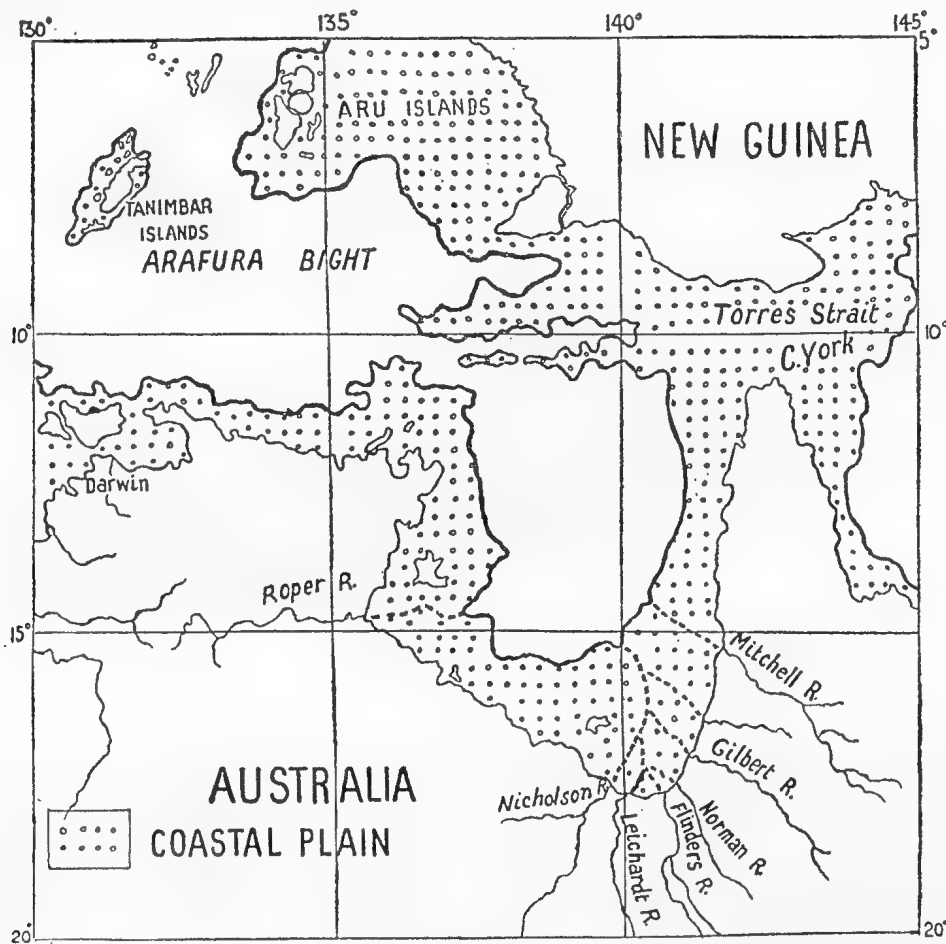 130° 135° 140° 145°
5°
ARU ISLANDS
NEW GUINEA
TANIMBAR
ISLANDS
ARAFURA BIGHT
Torres Strait
10° 10°
C. York
Darwin
Roper R.
15° 15°
Mitchell R.
Gilbert R.
AUSTRALIA
Nicholson R.
Leichardt R.
Flinders R.
Norman R.
COASTAL PLAIN
20° 20°